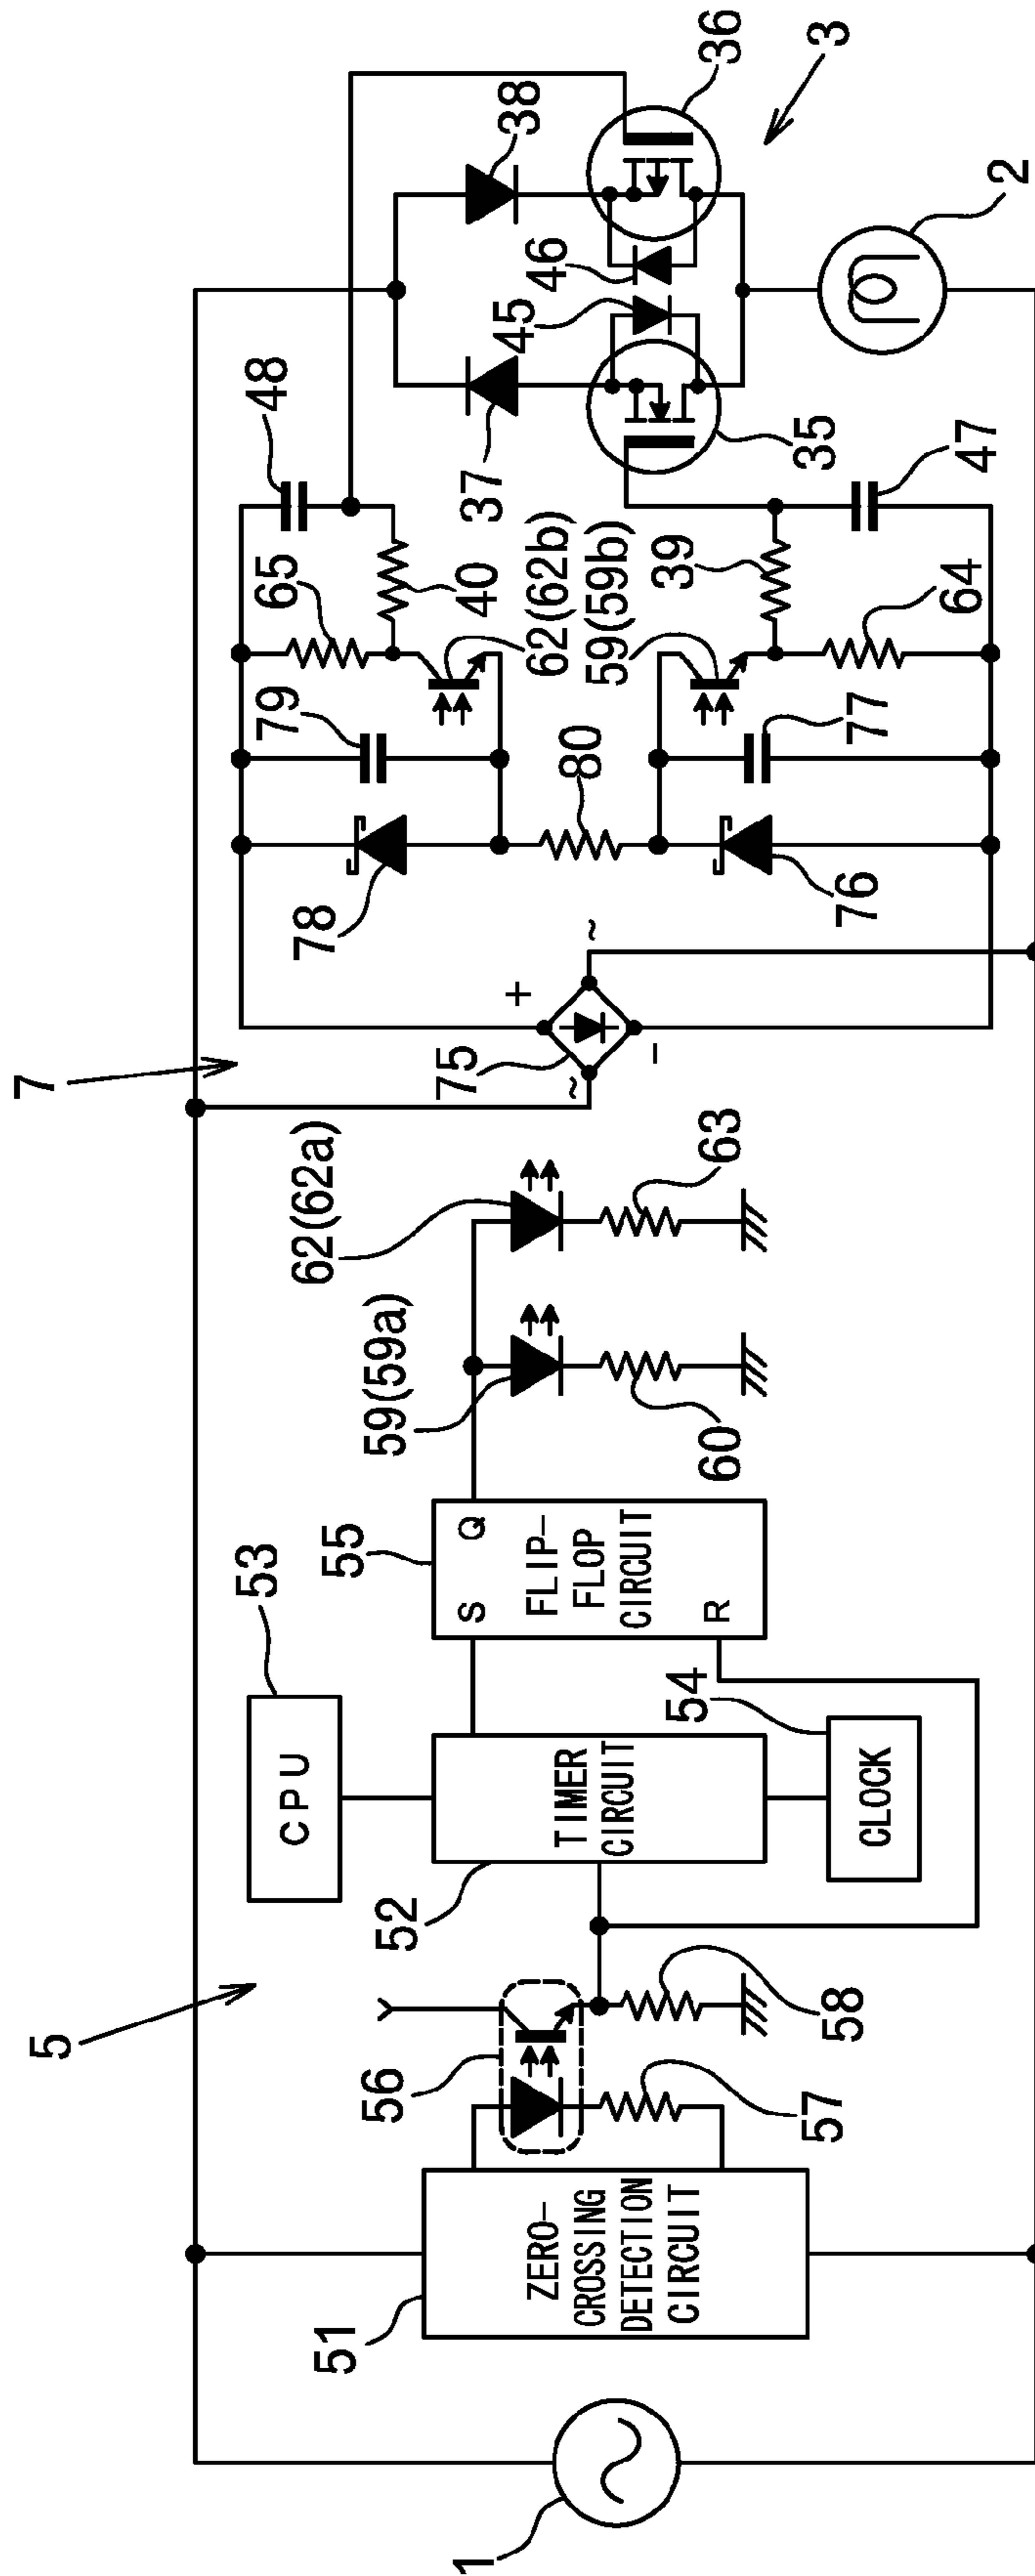 7
5
53
CPU
55
S
Q
FLIP-
FLOP
CIRCUIT
R
59(59a)
62(62a)
60
63
52
TIMER
CIRCUIT
54
CLOCK
56
57
58
51
ZERO-
CROSSING
DETECTION
CIRCUIT
1
75
~
+
~
−
78
79
65
48
40
62(62b)
59(59b)
80
39
76
77
64
47
37
38
45
46
35
36
3
2